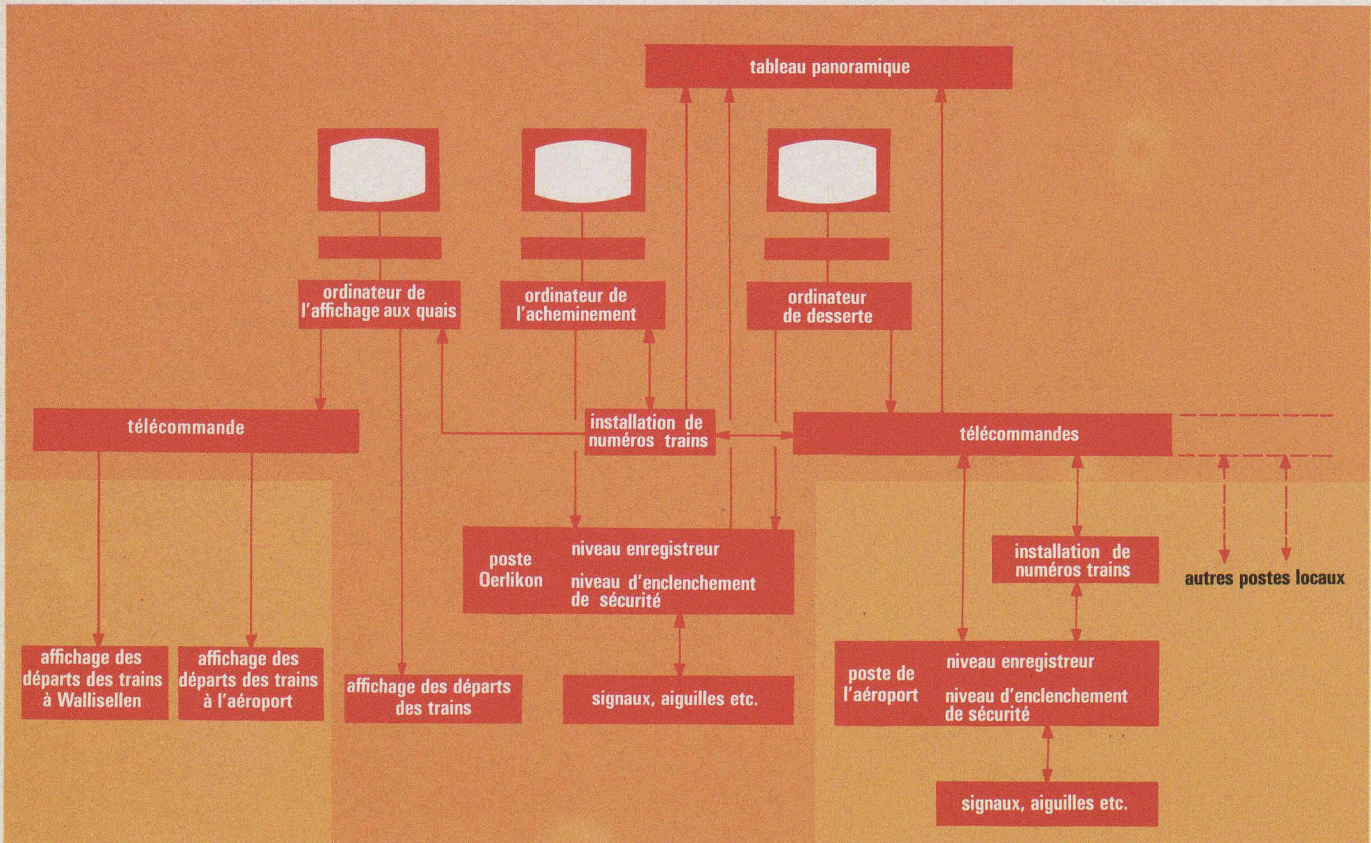 tableau panoramique
ordinateur de
l'affichage aux quais
ordinateur de
l'acheminement
ordinateur
de desserte
télécommande
installation de
numéros trains
télécommandes
poste
Oerlikon
niveau enregistreur
niveau d'enclenchement
de sécurité
installation de
numéros trains
autres postes locaux
affichage des
départs des trains
à Wallisellen
affichage des
départs des trains
à l'aéroport
affichage des départs
des trains
signaux, aiguilles etc.
poste de
l'aéroport
niveau enregistreur
niveau d'enclenchement
de sécurité
signaux, aiguilles etc.